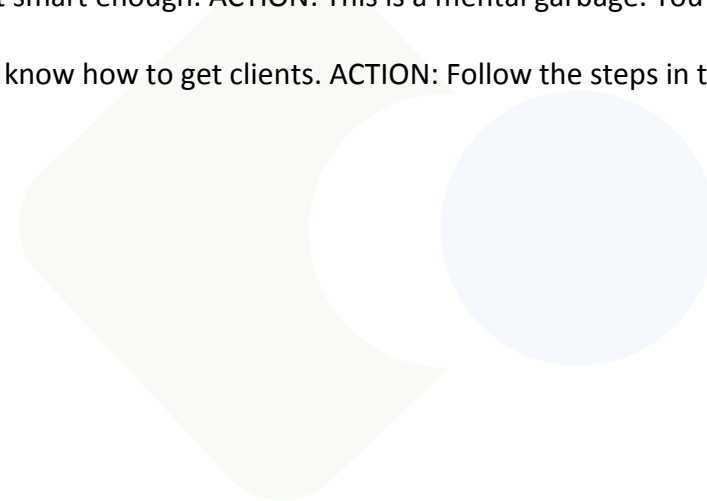 smart enough. ACTION: This is a mental garbage. You
know how to get clients. ACTION: Follow the steps in t